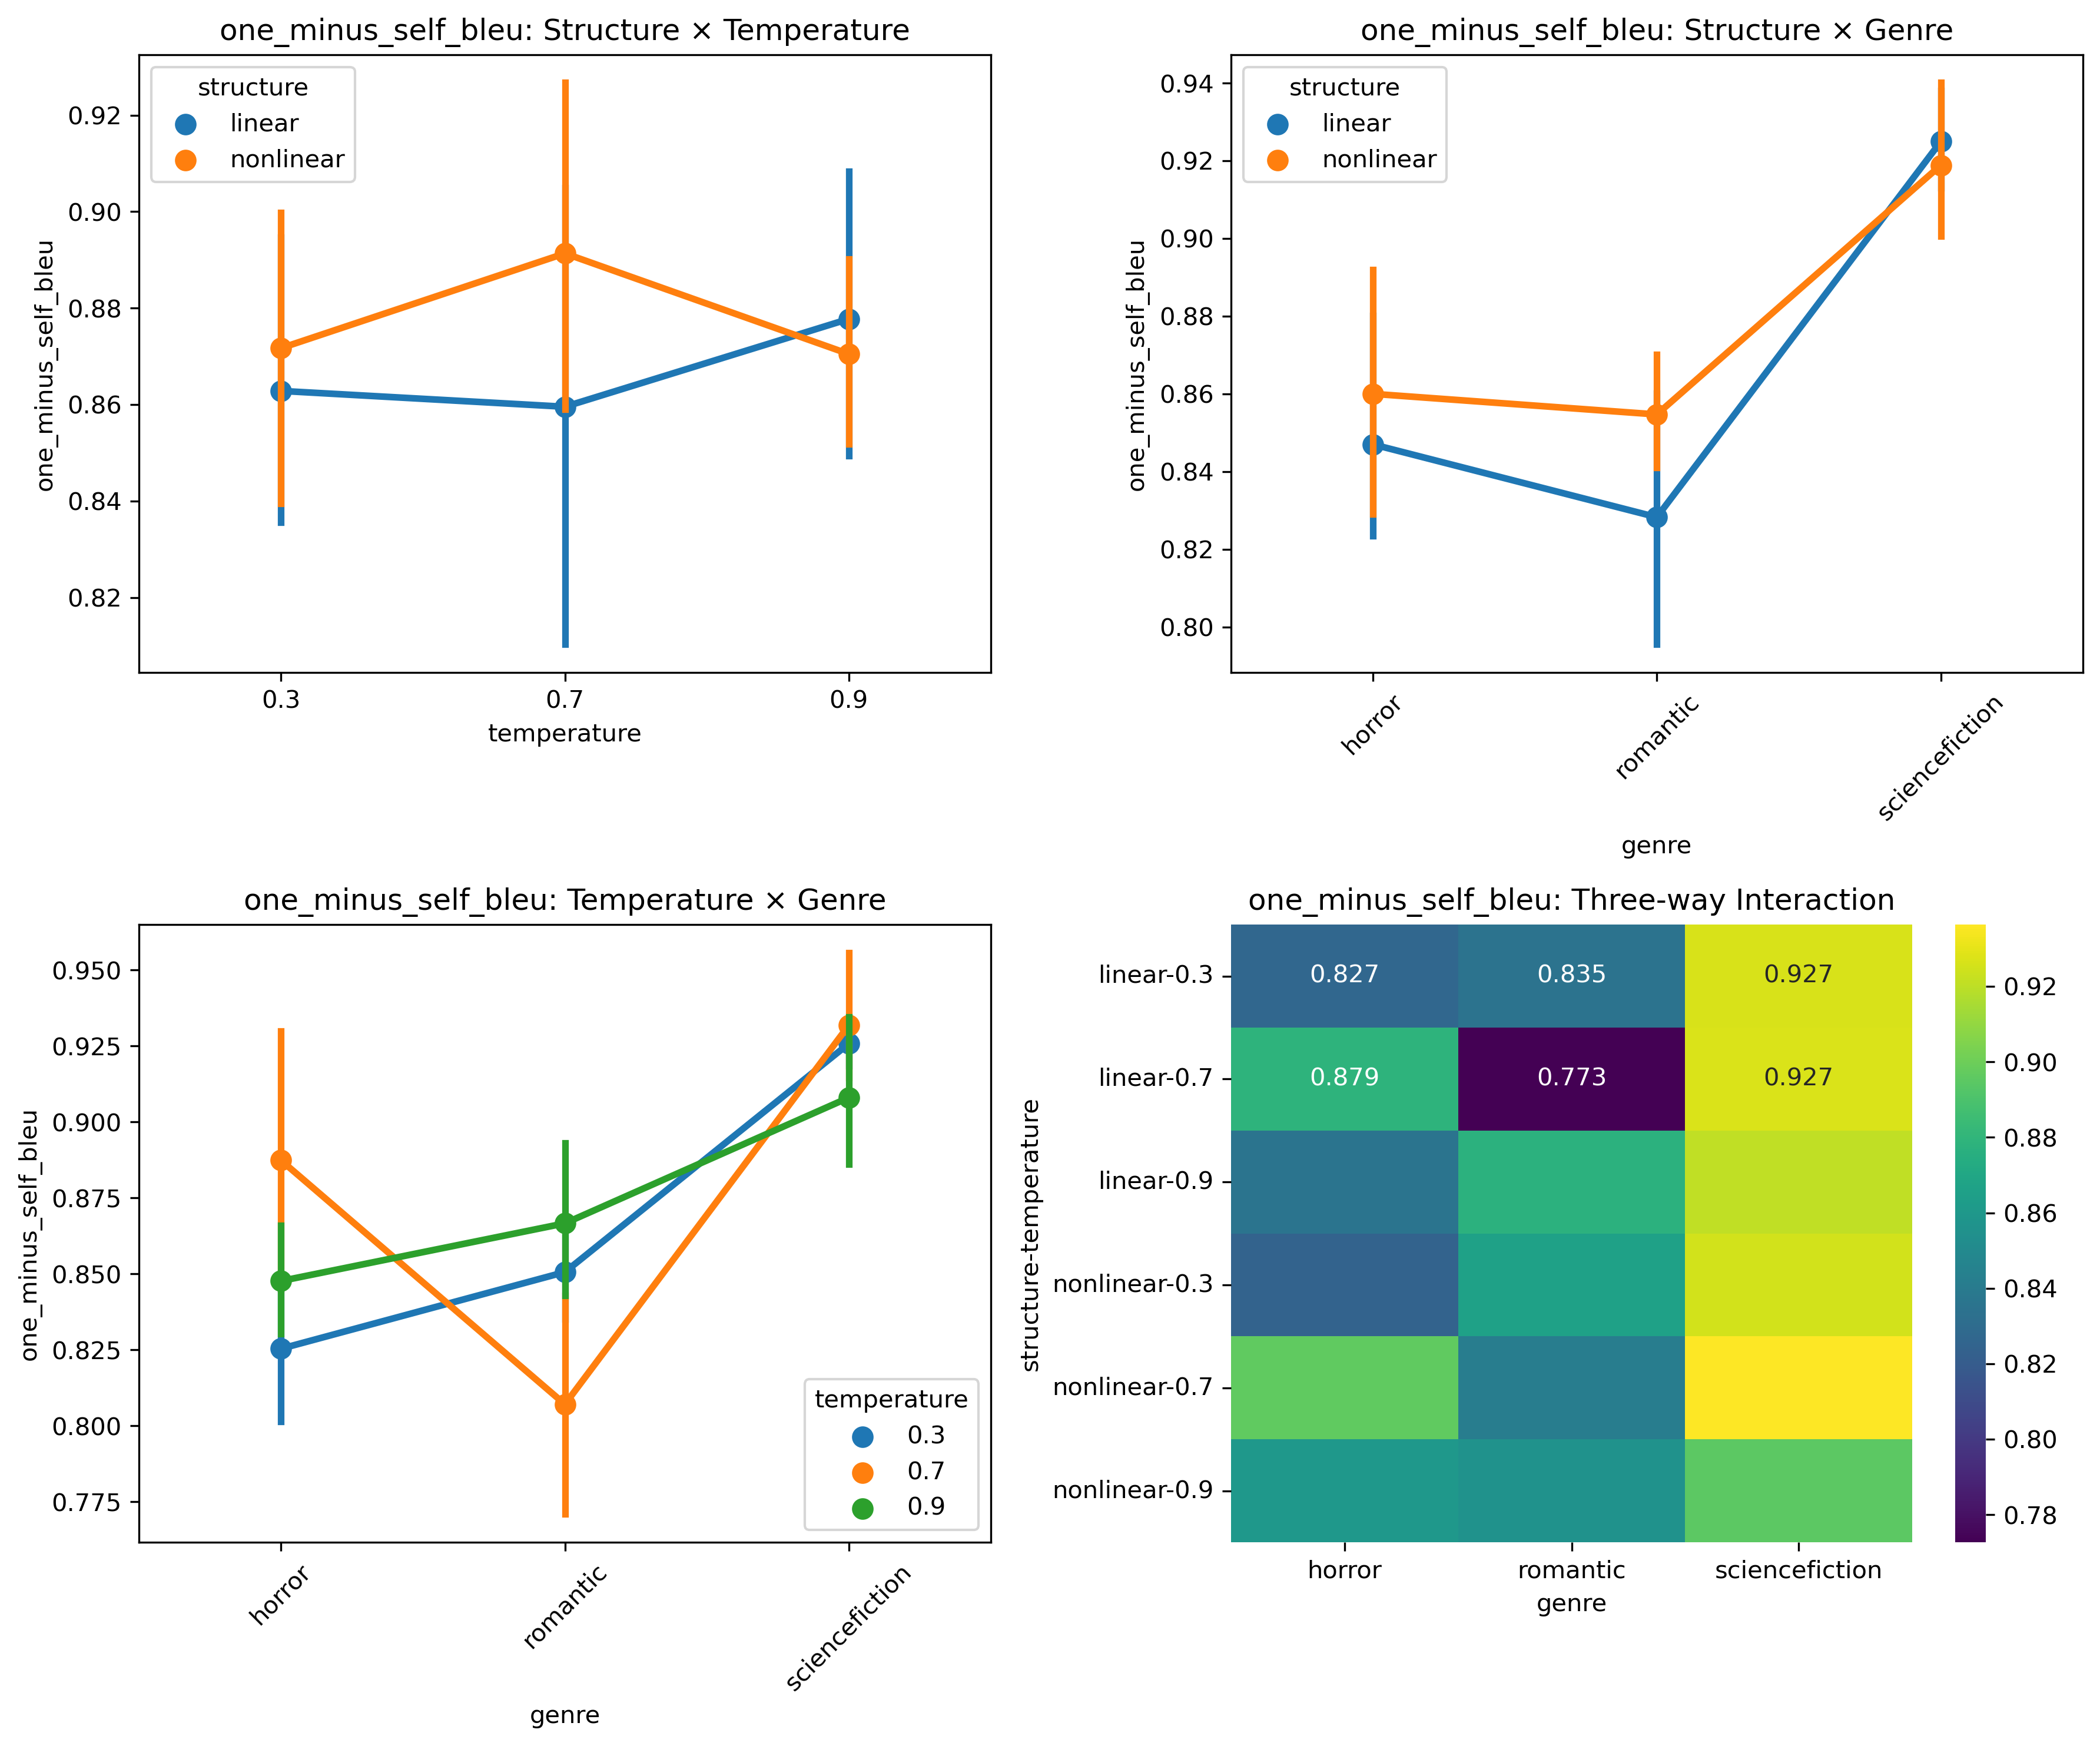 one_minus_self_bleu: Structure × Temperature
structure
linear
nonlinear
0.92
0.90
0.88
0.86
0.84
0.82
one_minus_self_bleu
0.3 0.7 0.9
temperature
one_minus_self_bleu: Structure × Genre
structure
linear
nonlinear
0.94
0.92
0.90
0.88
0.86
0.84
0.82
0.80
one_minus_self_bleu
horror romantic sciencefiction
genre
one_minus_self_bleu: Temperature × Genre
0.950
0.925
0.900
0.875
0.850
0.825
0.800
0.775
one_minus_self_bleu
temperature
0.3
0.7
0.9
horror romantic sciencefiction
genre
one_minus_self_bleu: Three-way Interaction
structure-temperature
linear-0.3 0.827 0.835 0.927
linear-0.7 0.879 0.773 0.927
linear-0.9
nonlinear-0.3
nonlinear-0.7
nonlinear-0.9
horror romantic sciencefiction
genre
0.92
0.90
0.88
0.86
0.84
0.82
0.80
0.78